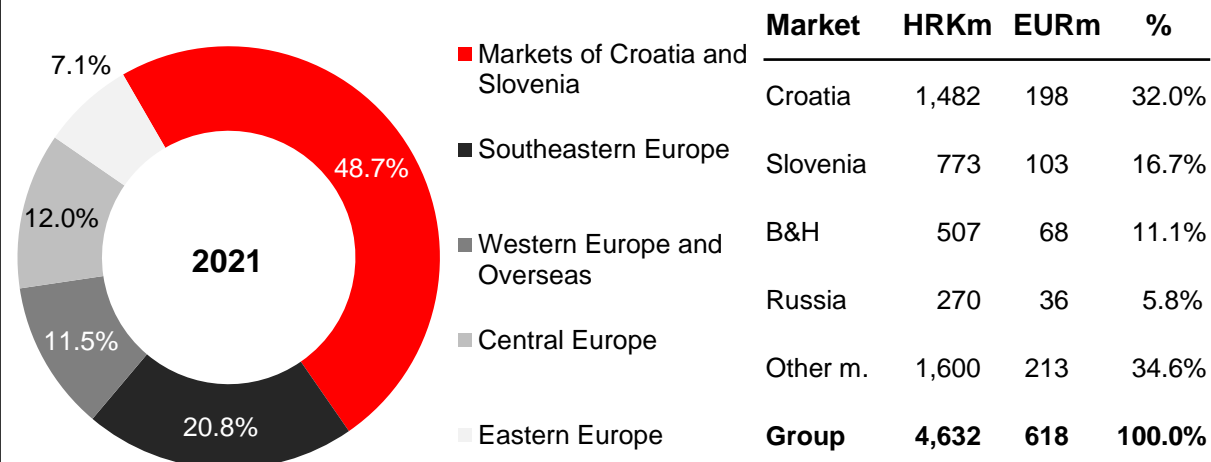 7.1%
48.7%
12.0%
2021
11.5%
20.8%
Markets of Croatia and
Slovenia
Southeastern Europe
Western Europe and
Overseas
Central Europe
Eastern Europe
Market HRKm EURm %
Croatia 1,482 198 32.0%
Slovenia 773 103 16.7%
B&H 507 68 11.1%
Russia 270 36 5.8%
Other m. 1,600 213 34.6%
Group 4,632 618 100.0%